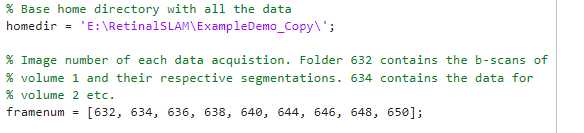 % Base home directory with all the data
homedir = 'E:\RetinalSLAM\ExampleDemo_Copy\';
% Image number of each data acquistion. Folder 632 contains the b-scans of
% volume 1 and their respective segmentations. 634 contains the data for
% volume 2 etc.
framenum = [632, 634, 636, 638, 640, 644, 646, 648, 650];